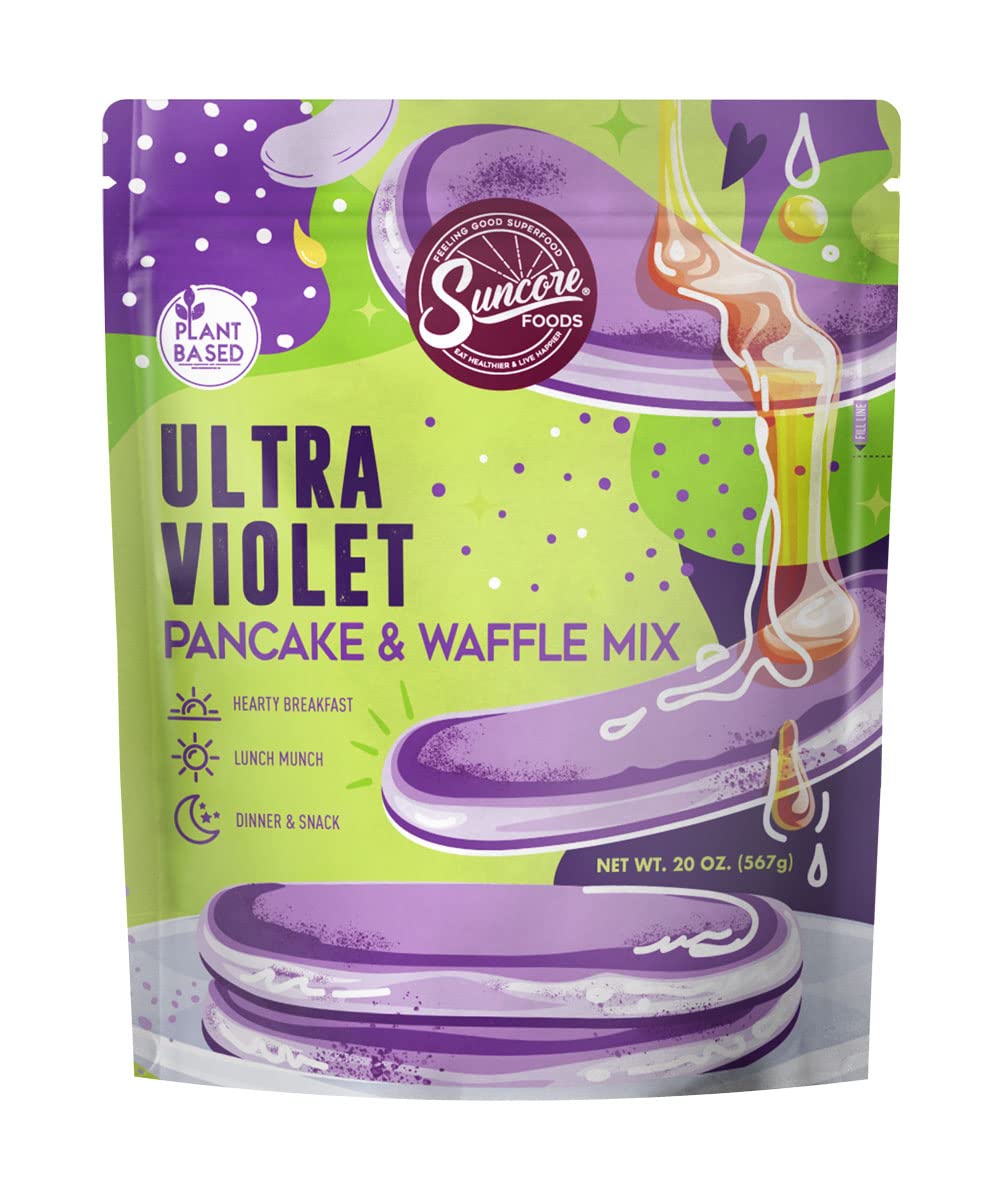 FEELING GOOD SUPERFOOD
Suncore®
FOODS
EAT HEALTHIER & LIVE HAPPIER
PLANT
BASED
FILL LINE
ULTRA
VIOLET
PANCAKE & WAFFLE MIX
HEARTY BREAKFAST
LUNCH MUNCH
DINNER & SNACK
NET WT. 20 OZ. (567g)